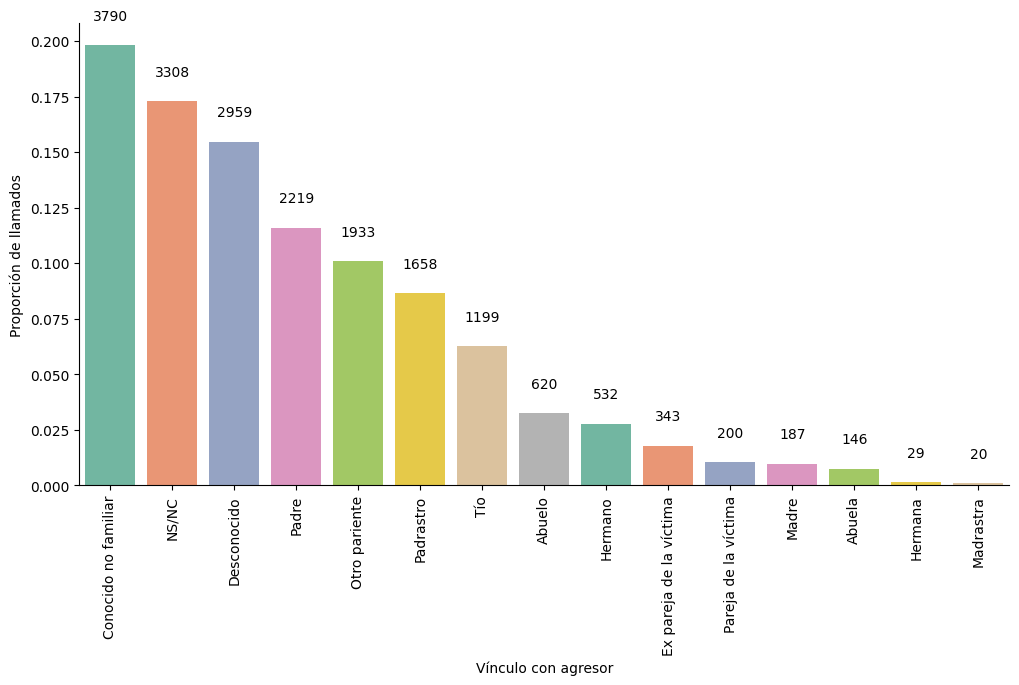 3790
3308
2959
2219
1933
1658
1199
620
532
343
200
187
146
29
20
Proporción de llamados
0.200
0.175
0.150
0.125
0.100
0.075
0.050
0.025
0.000
Conocido no familiar
NS/NC
Desconocido
Padre
Otro pariente
Padrastro
Tío
Abuelo
Hermano
Ex pareja de la víctima
Pareja de la víctima
Madre
Abuela
Hermana
Madrastra
Vínculo con agresor